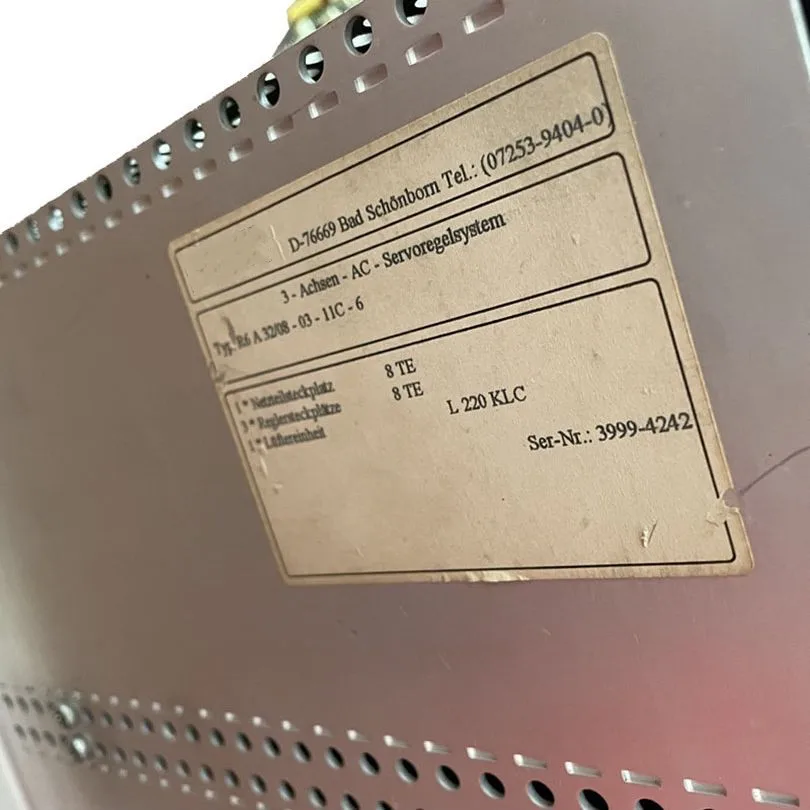 D-76669 Bad Schönborn Tel.: (07253-9404-0)
3 - Achsen - AC - Servoregelsystem
Typ: R6 A 32/08 - 03 - 11C - 6
1 * Netzteilsteckplatz 8 TE
3 * Reglersteckplätze 8 TE
1 * Lüftereinheit L 220 KLC
Ser-Nr.: 3999-4242